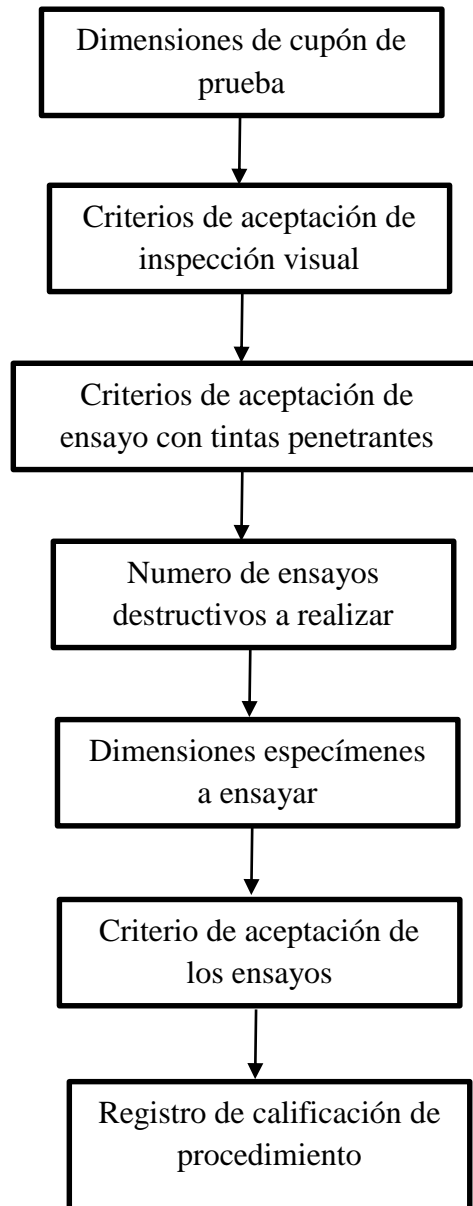 Dimensiones de cupón de
prueba
Criterios de aceptación de
inspección visual
Criterios de aceptación de
ensayo con tintas penetrantes
Numero de ensayos
destructivos a realizar
Dimensiones especímenes
a ensayar
Criterio de aceptación de
los ensayos
Registro de calificación de
procedimiento